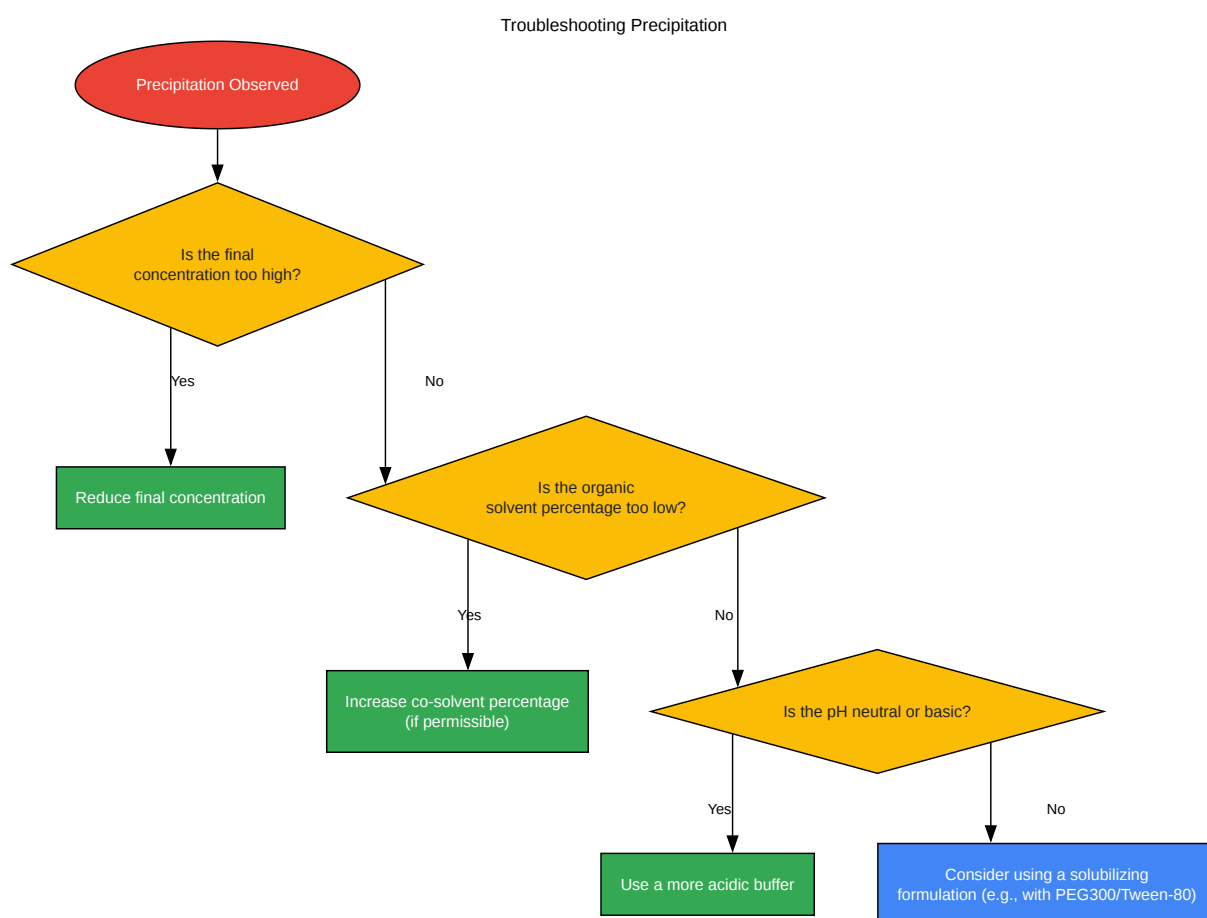 Troubleshooting Precipitation
Precipitation Observed
Is the final
concentration too high?
Yes
No
Reduce final concentration
Is the organic
solvent percentage too low?
Yes
No
Increase co-solvent percentage
(if permissible)
Is the pH neutral or basic?
Yes
No
Use a more acidic buffer
Consider using a solubilizing
formulation (e.g., with PEG300/Tween-80)